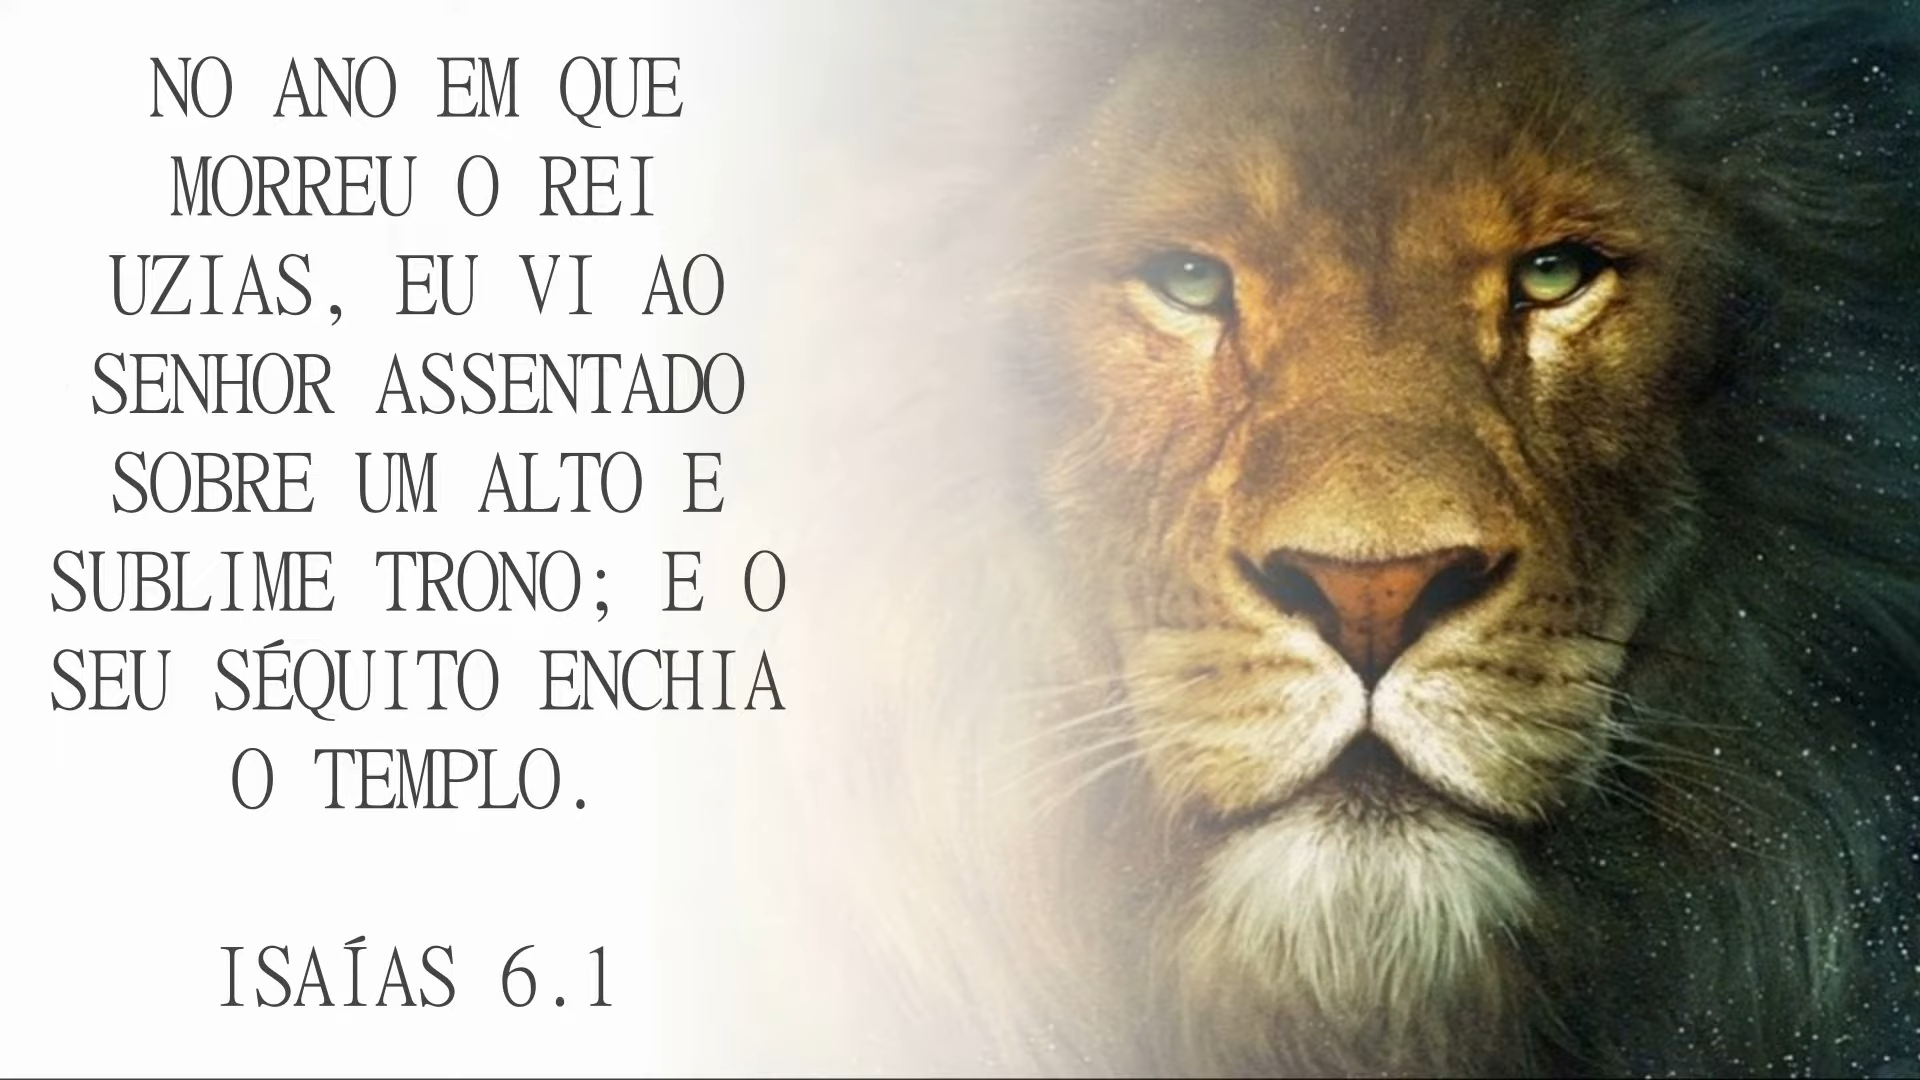 NO ANO EM QUE
MORREU O REI
UZIAS, EU VI AO
SENHOR ASSENTADO
SOBRE UM ALTO E
SUBLIME TRONO; E O
SEU SÉQUITO ENCHIA
O TEMPLO.
ISAÍAS 6.1